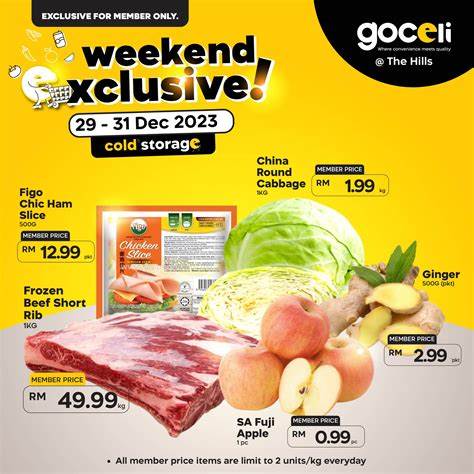 EXCLUSIVE FOR MEMBER ONLY.
goceli
Where convenience meets quality
@ The Hills
weekend
exclusive!
29 - 31 Dec 2023
cold storage
Figo
Chic Ham
Slice
500G
MEMBER PRICE
RM 12.99 pkt
Figo
Chicken
Slice
China
Round
Cabbage
1KG
MEMBER PRICE
RM 1.99 kg
Ginger
500G (pkt)
MEMBER PRICE
RM 2.99 pkt
Frozen
Beef Short
Rib
1KG
MEMBER PRICE
RM 49.99 kg
SA Fuji
Apple
1 pc
MEMBER PRICE
RM 0.99 pc
• All member price items are limit to 2 units/kg everyday